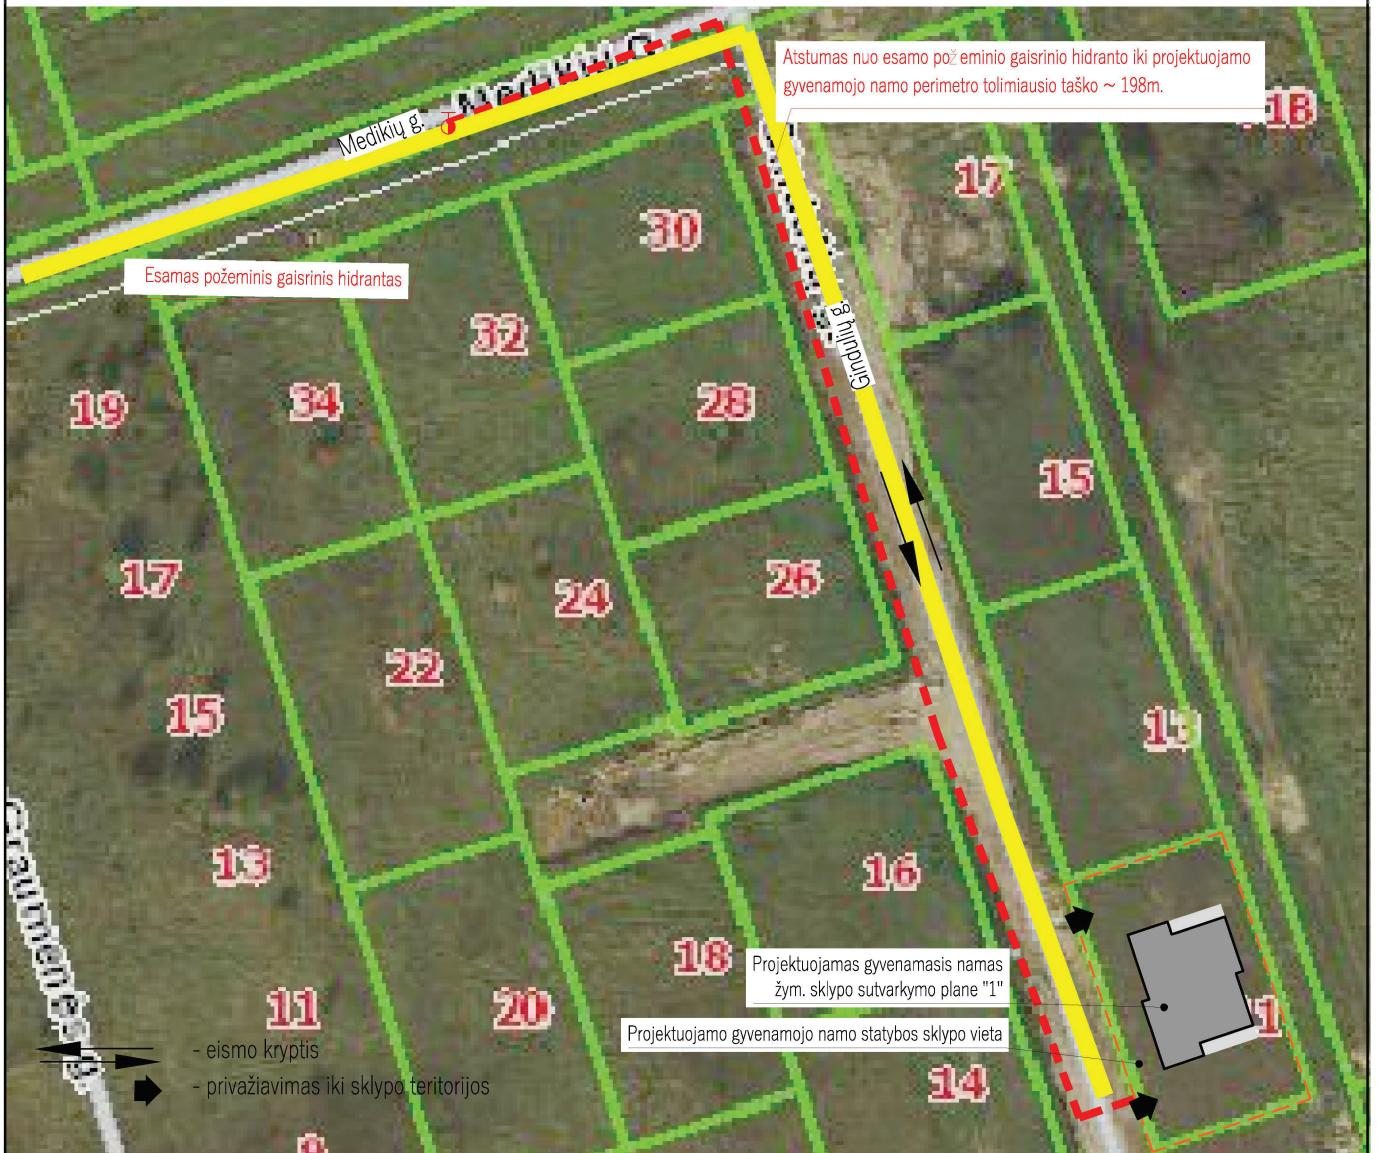 Atstumas nuo esamo požeminio gaisrinio hidranto iki projektuojamo
gyvenamojo namo perimetro tolimiausio taško ~ 198m.
Medikių g.
Esamas požeminis gaisrinis hidrantas
Gindulių g.
17
30
32
28
34
19
15
26
17
24
22
15
13
16
18
11
20
14
Projektuojamas gyvenamasis namas
žym. sklypo sutvarkymo plane "1"
Projektuojamo gyvenamojo namo statybos sklypo vieta
- eismo kryptis
- privažiavimas iki sklypo teritorijos